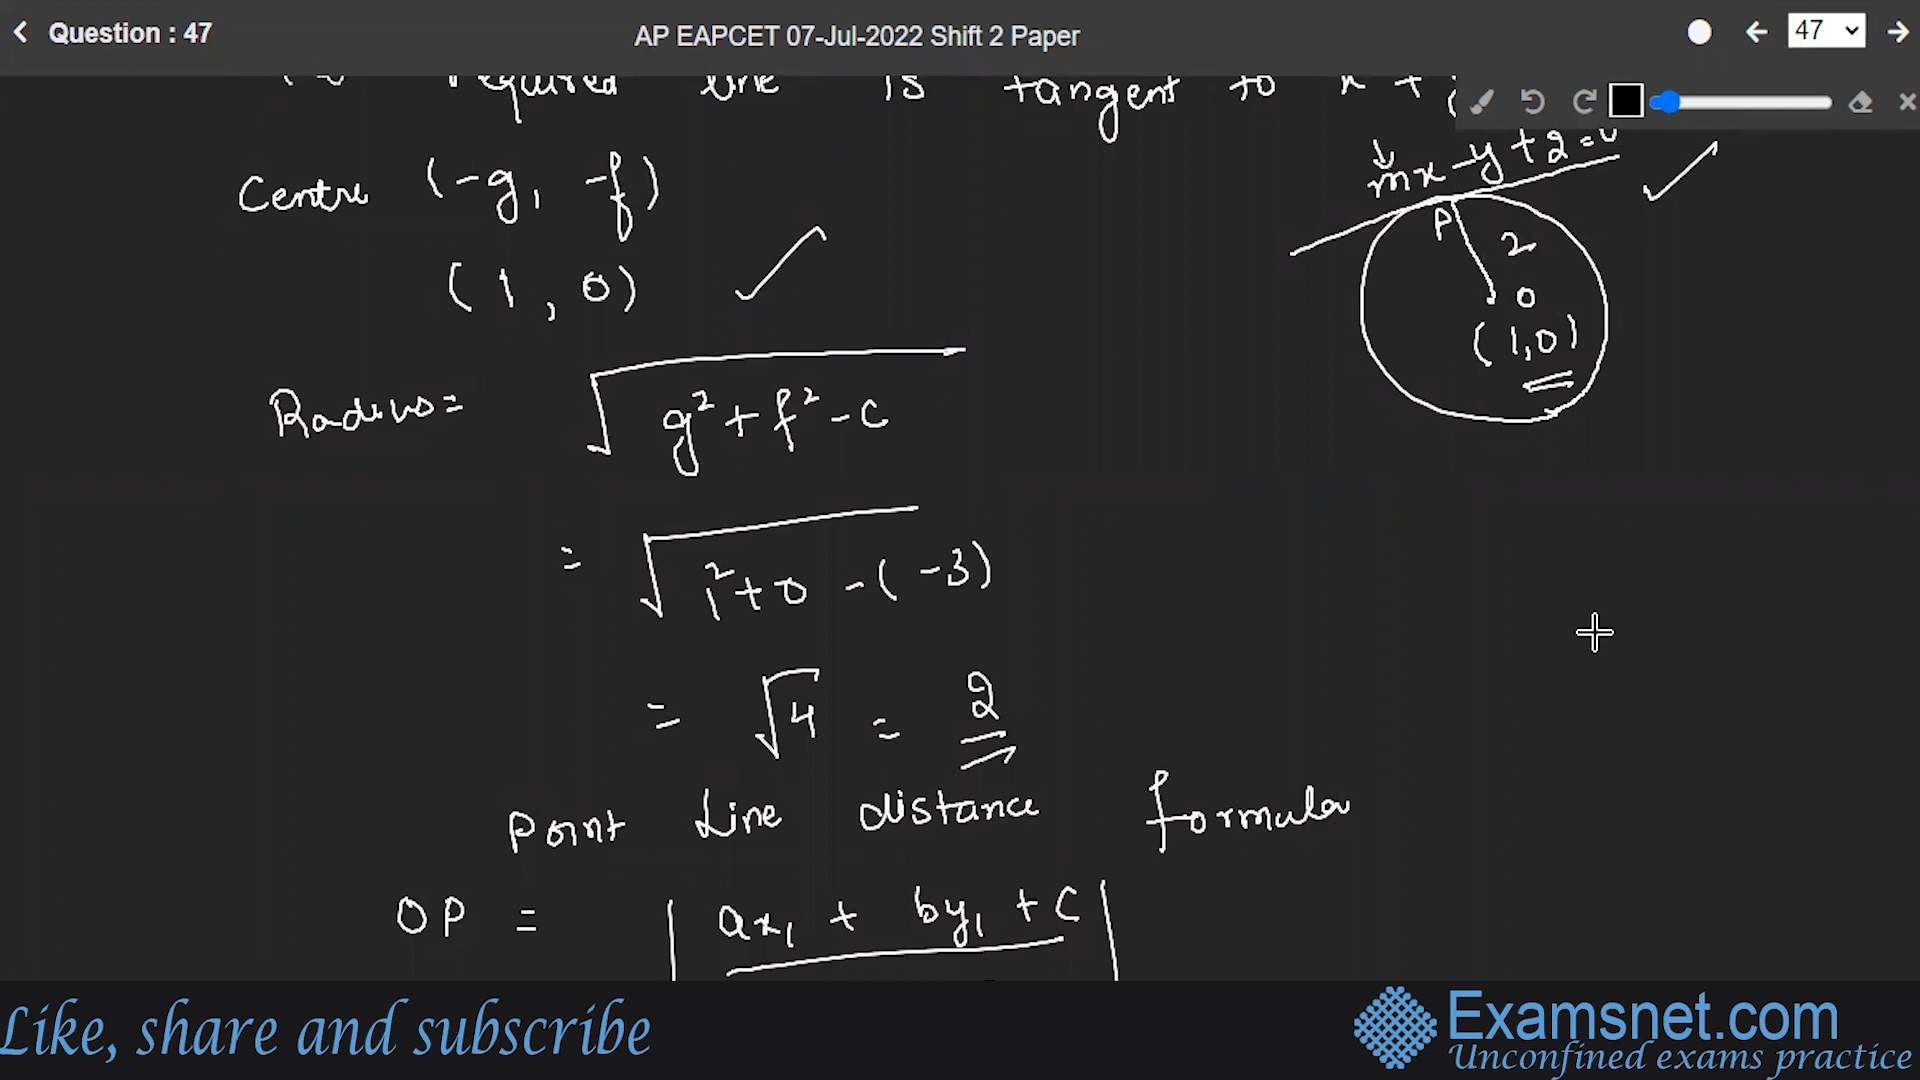 Question : 47
AP EAPCET 07-Jul-2022 Shift 2 Paper
47
required line is tangent to x +
mx - y + 2 = 0
Centre (-g, -f)
P
2
(1, 0)
O
(1,0)
Radius = √g² + f² - c
= √1² + 0 - (-3)
= √4 = 2
Point Line distance formula
OP = | ax₁ + by₁ + c |
Like, share and subscribe
Examsnet.com
Unconfined exams practice